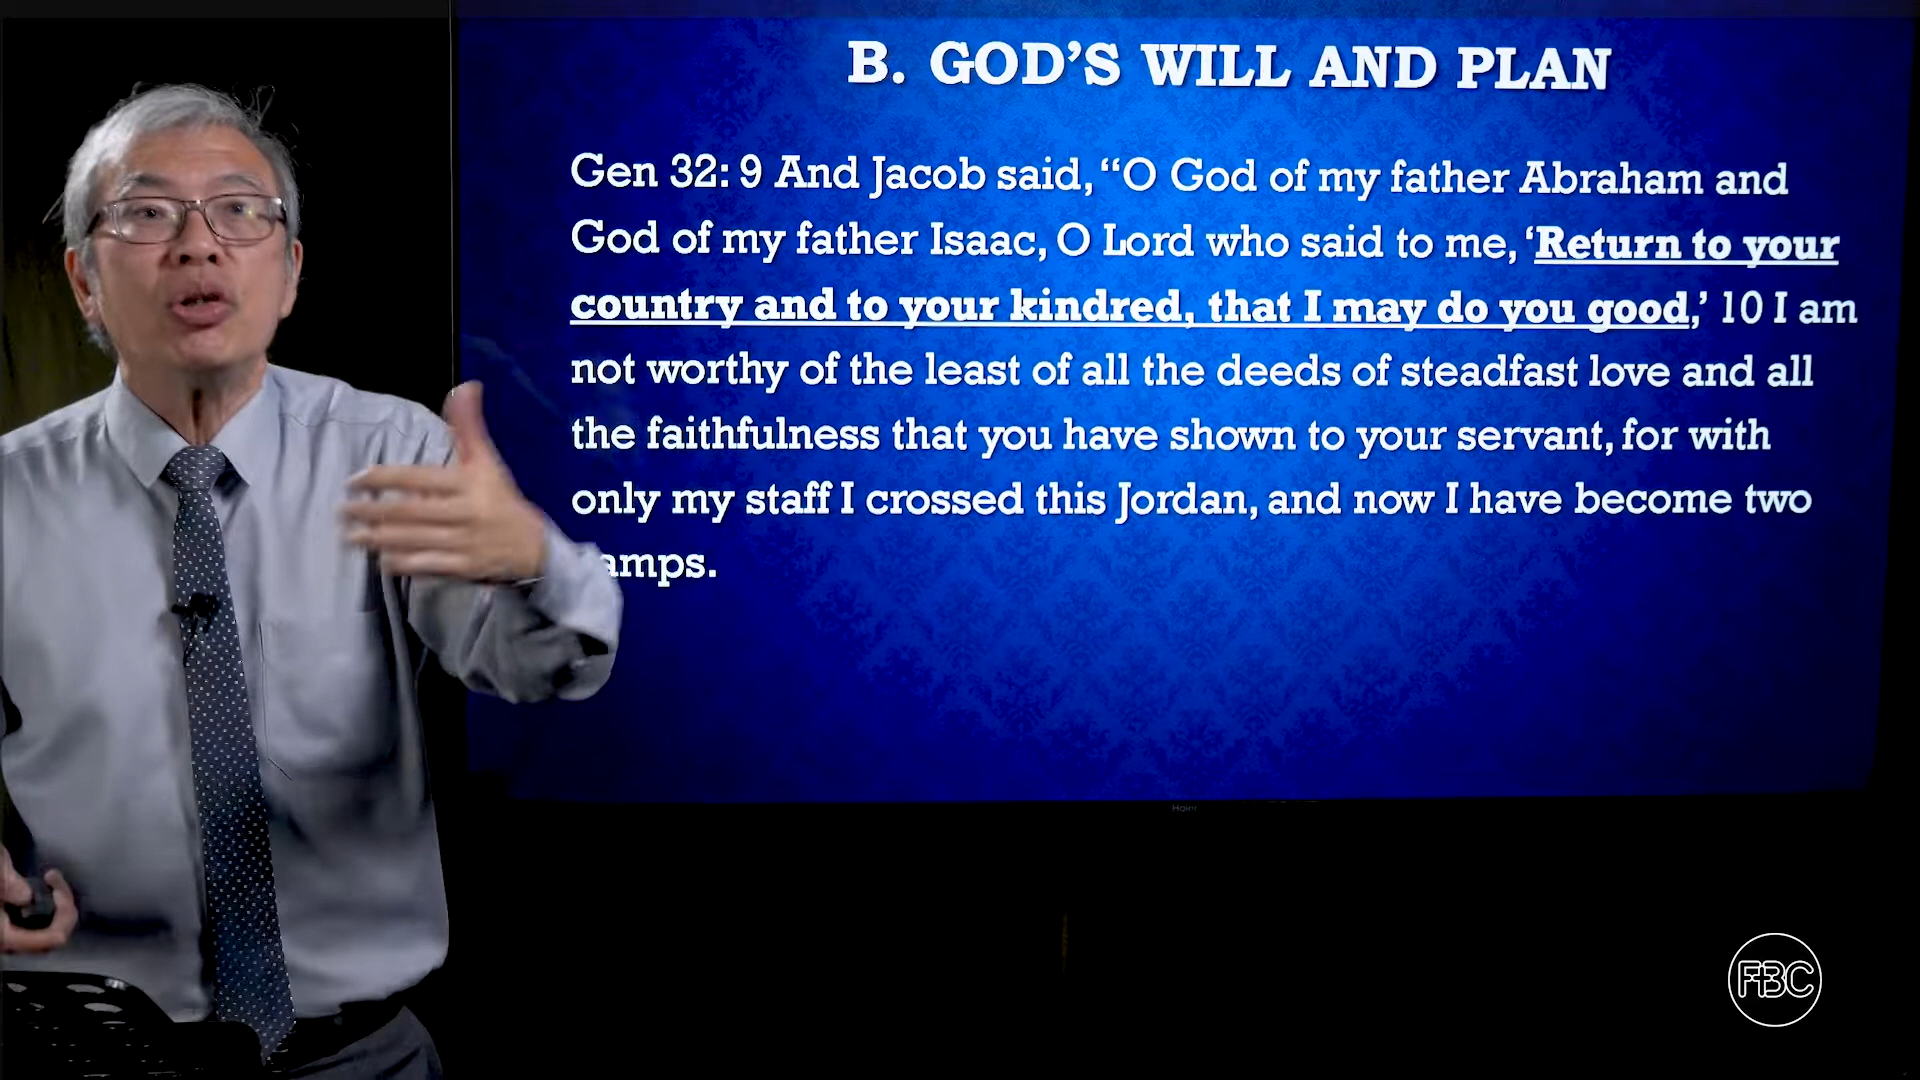 B. GOD'S WILL AND PLAN
Gen 32: 9 And Jacob said, “O God of my father Abraham and
God of my father Isaac, O Lord who said to me, ‘Return to your
country and to your kindred, that I may do you good,’ 10 I am
not worthy of the least of all the deeds of steadfast love and all
the faithfulness that you have shown to your servant, for with
only my staff I crossed this Jordan, and now I have become two
amps.
FBC